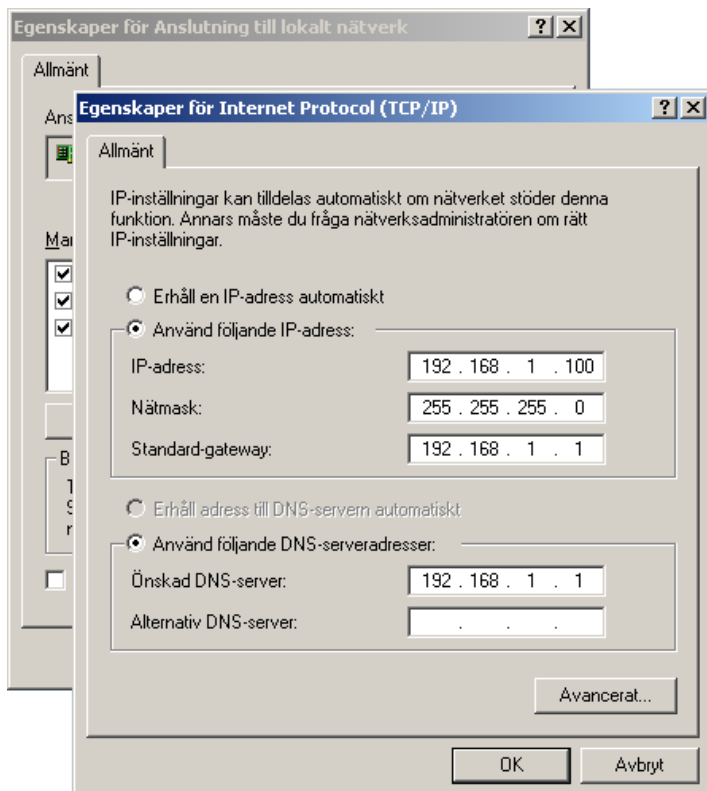 Egenskaper för Anslutning till lokalt nätverk
Allmänt
Egenskaper för Internet Protocol (TCP/IP)
Allmänt
IP-inställningar kan tilldelas automatiskt om nätverket stöder denna
funktion. Annars måste du fråga nätverksadministratören om rätt
IP-inställningar.
Erhåll en IP-adress automatiskt
Använd följande IP-adress:
IP-adress: 192 . 168 . 1 . 100
Nätmask: 255 . 255 . 255 . 0
Standard-gateway: 192 . 168 . 1 . 1
Erhåll adress till DNS-servern automatiskt
Använd följande DNS-serveradresser:
Önskad DNS-server: 192 . 168 . 1 . 1
Alternativ DNS-server: . . .
Avancerat...
OK Avbryt